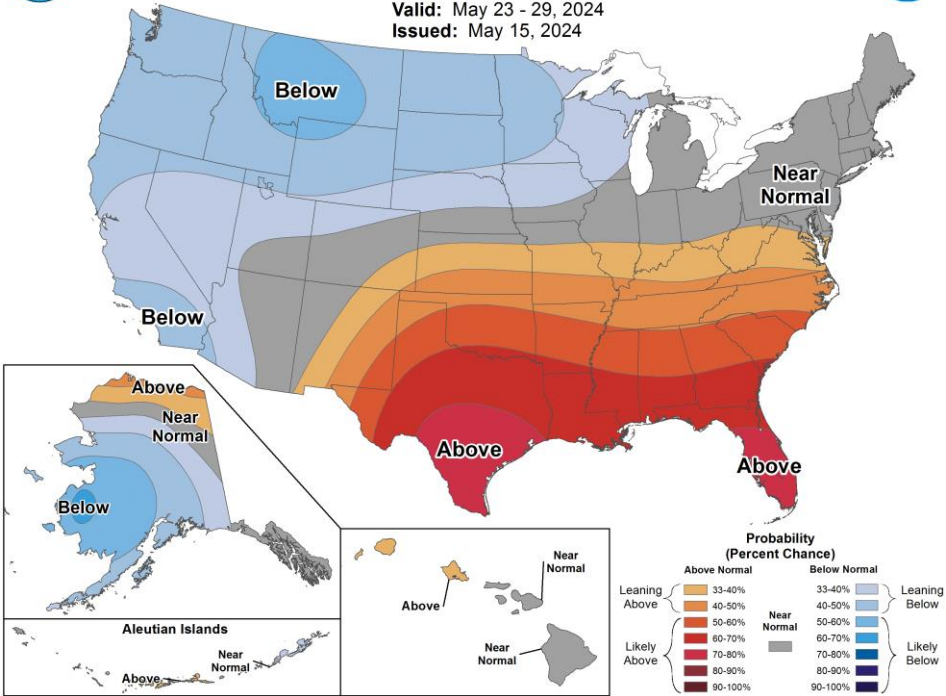 Valid: May 23 - 29, 2024
Issued: May 15, 2024
Below
Near
Normal
Below
Above
Above
Above
Near
Normal
Below
Aleutian Islands
Above
Near
Normal
Above
Near
Normal
Near
Normal
Probability
(Percent Chance)
Above Normal
Below Normal
Leaning
Above
33-40%
40-50%
Likely
Above
50-60%
60-70%
70-80%
80-90%
90-100%
Near
Normal
33-40%
40-50%
Leaning
Below
50-60%
60-70%
70-80%
80-90%
90-100%
Likely
Below